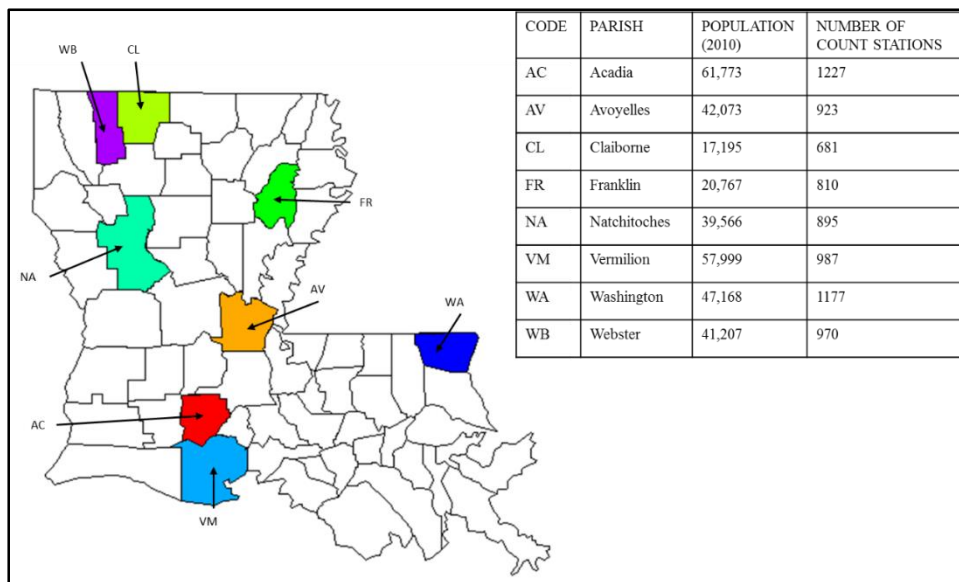 WB
CL
FR
NA
AV
WA
AC
VM
CODE PARISH POPULATION (2010) NUMBER OF COUNT STATIONS
AC Acadia 61,773 1227
AV Avoyelles 42,073 923
CL Claiborne 17,195 681
FR Franklin 20,767 810
NA Natchitoches 39,566 895
VM Vermilion 57,999 987
WA Washington 47,168 1177
WB Webster 41,207 970